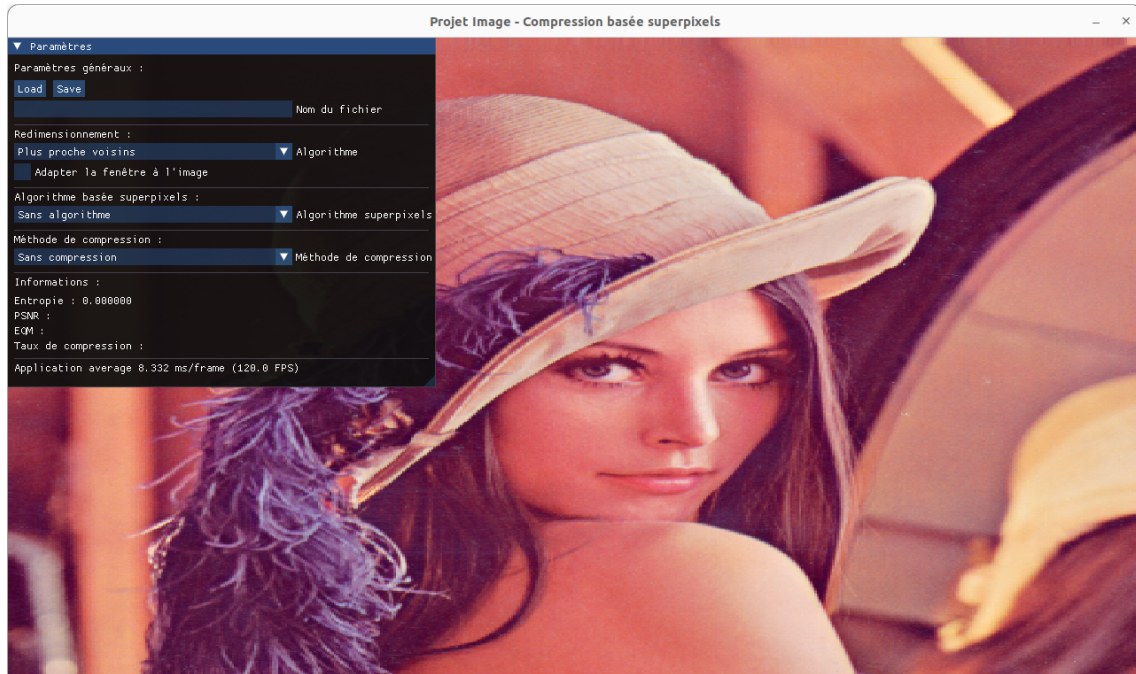 Projet Image - Compression basée superpixels
Paramètres
Paramètres généraux :
Load Save
Nom du fichier
Redimensionnement :
Plus proche voisins Algorithme
Adapter la fenêtre à l'image
Algorithme basée superpixels :
Sans algorithme Algorithme superpixels
Méthode de compression :
Sans compression Méthode de compression
Informations :
Entropie : 0.000000
PSNR :
EQM :
Taux de compression :
Application average 8.332 ms/frame (120.0 FPS)